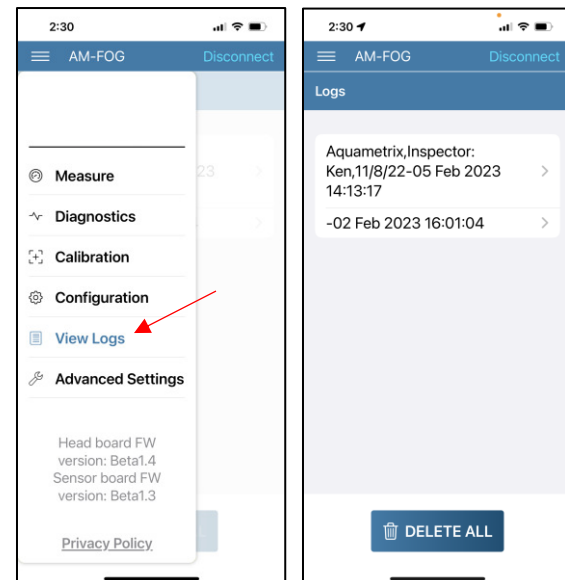 2:30
AM-FOG
Disconnect
23
Measure
Diagnostics
Calibration
Configuration
View Logs
Advanced Settings
Head board FW
version: Beta1.4
Sensor board FW
version: Beta1.3
Privacy Policy
2:30
AM-FOG
Disconnect
Logs
Aquametrix,Inspector:
Ken,11/8/22-05 Feb 2023
14:13:17
-02 Feb 2023 16:01:04
DELETE ALL